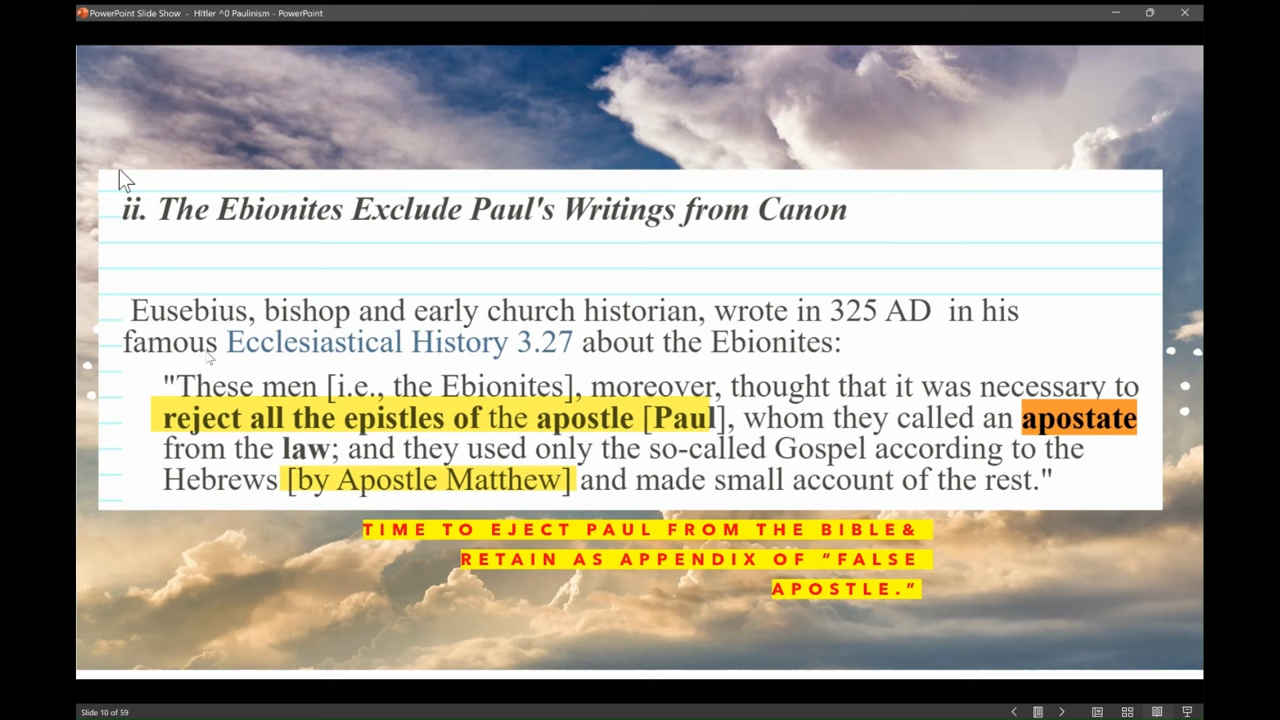 PowerPoint Slide Show - HItler ^0 Paulinism - PowerPoint
ii. The Ebionites Exclude Paul's Writings from Canon
Eusebius, bishop and early church historian, wrote in 325 AD in his
famous Ecclesiastical History 3.27 about the Ebionites:
"These men [i.e., the Ebionites], moreover, thought that it was necessary to
reject all the epistles of the apostle [Paul], whom they called an apostate
from the law; and they used only the so-called Gospel according to the
Hebrews [by Apostle Matthew] and made small account of the rest."
TIME TO EJECT PAUL FROM THE BIBLE&
RETAIN AS APPENDIX OF “FALSE
APOSTLE.”
Slide 10 of 59